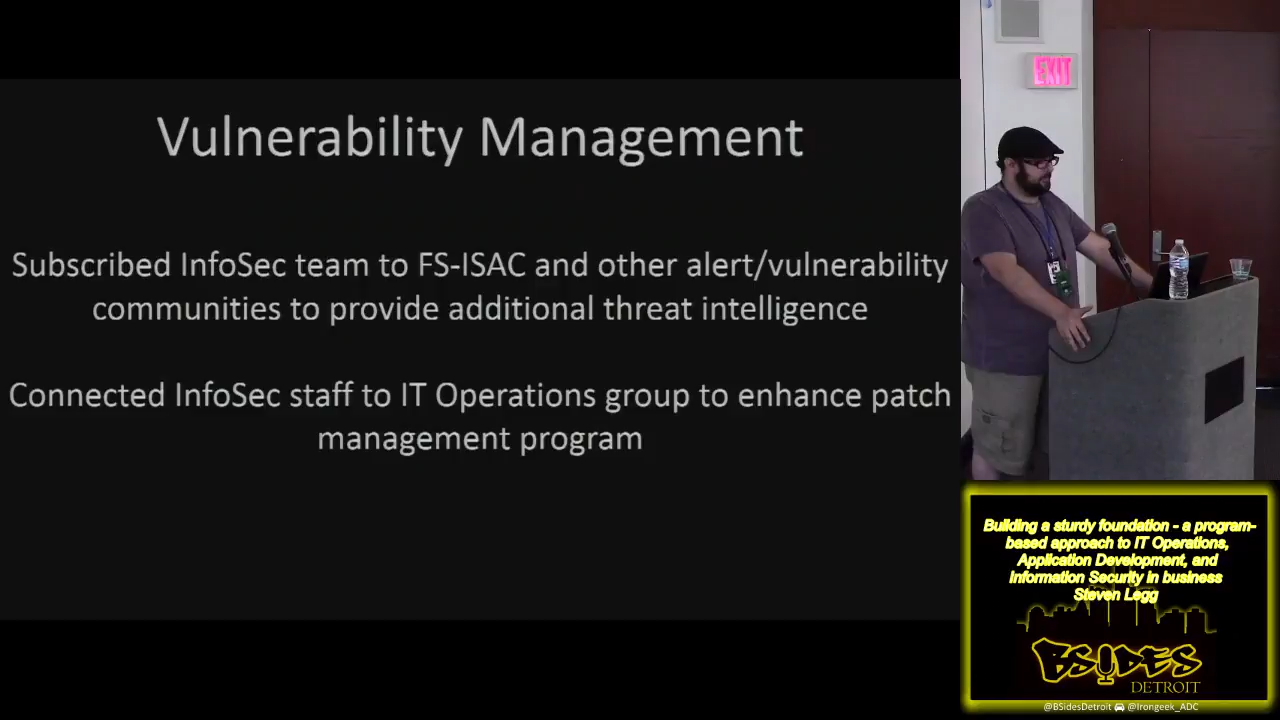 Vulnerability Management
Subscribed InfoSec team to FS-ISAC and other alert/vulnerability
communities to provide additional threat intelligence
Connected InfoSec staff to IT Operations group to enhance patch
management program
EXIT
Building a sturdy foundation - a program-
based approach to IT Operations,
Application Development, and
Information Security in business
Steven Legg
BSIDES
DETROIT
@BSidesDetroit @Irongeek_ADC